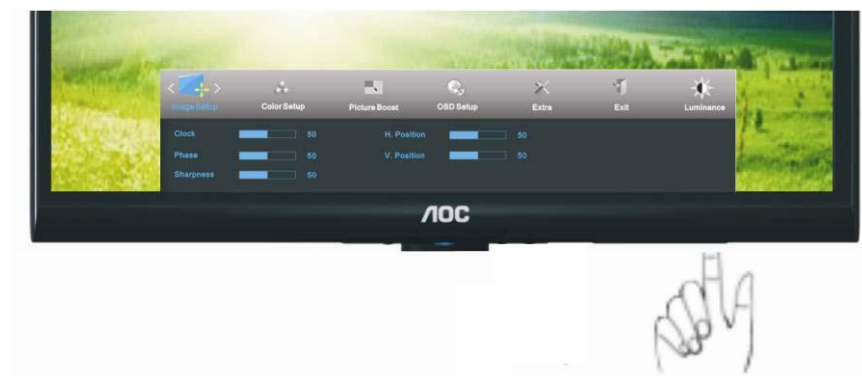 Image Setup Color Setup Picture Boost OSD Setup Extra Exit Luminance
Clock 50 H. Position 50
Phase 50 V. Position 50
Sharpness 50
AOC